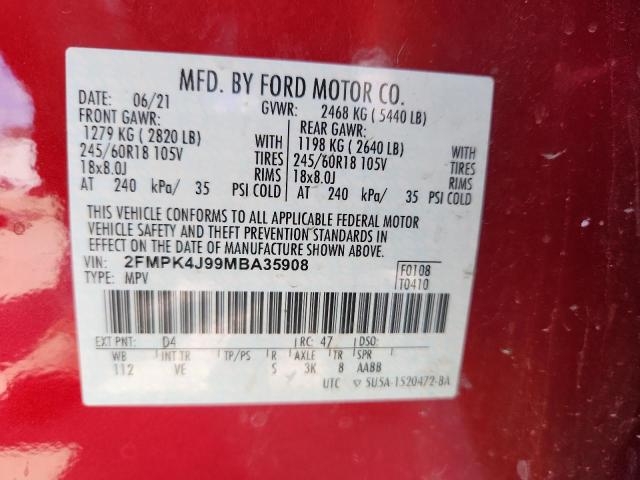 MFD. BY FORD MOTOR CO.
DATE: 06/21 GVWR: 2468 KG ( 5440 LB)
FRONT GAWR: REAR GAWR:
1279 KG ( 2820 LB) WITH 1198 KG ( 2640 LB) WITH
245/60R18 105V TIRES 245/60R18 105V TIRES
18x8.0J RIMS 18x8.0J RIMS
AT 240 kPa/ 35 PSI COLD AT 240 kPa/ 35 PSI COLD
THIS VEHICLE CONFORMS TO ALL APPLICABLE FEDERAL MOTOR
VEHICLE SAFETY AND THEFT PREVENTION STANDARDS IN
EFFECT ON THE DATE OF MANUFACTURE SHOWN ABOVE.
VIN: 2FMPK4J99MBA35908 F0108
TYPE: MPV T0410
EXT PNT: D4 RC: 47 DSO:
WB INT TR TP/PS R AXLE TR SPR
112 VE S 3K 8 AABB
UTC ▽ 5U5A-1520472-BA